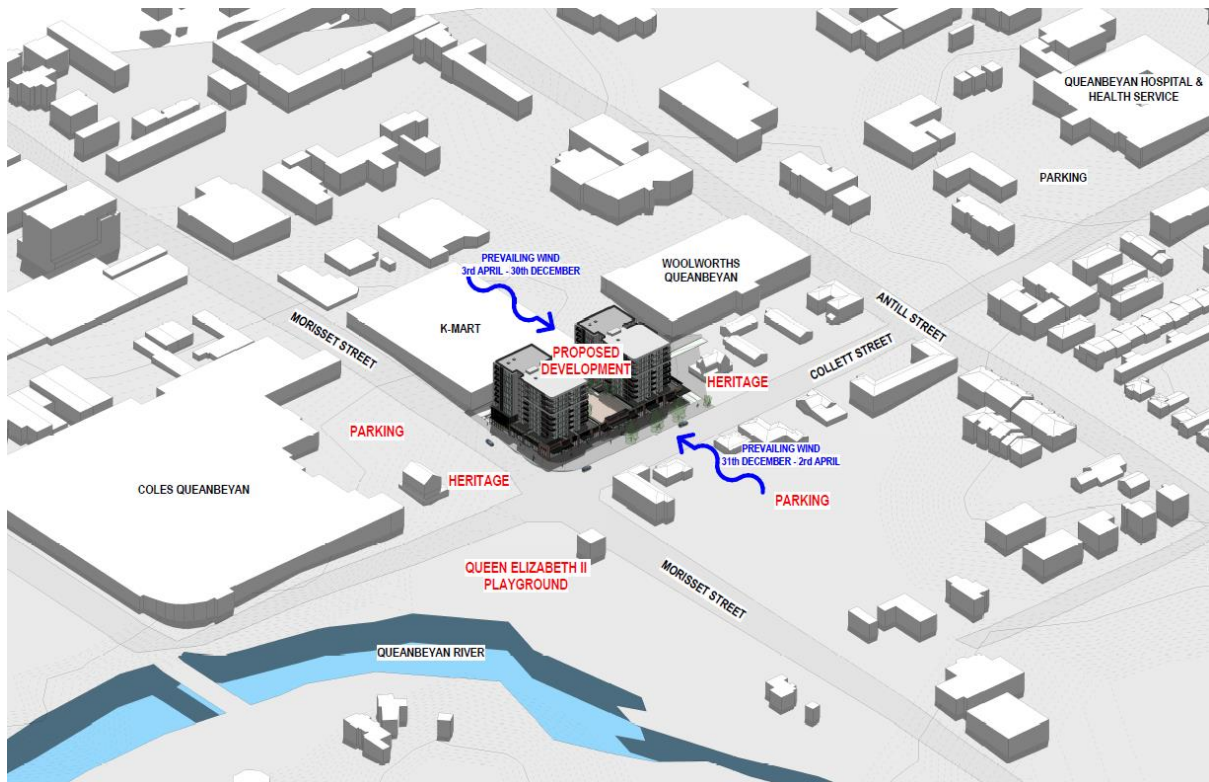 QUEANBEYAN HOSPITAL &
HEALTH SERVICE
PARKING
PREVAILING WIND
3rd APRIL - 30th DECEMBER
WOOLWORTHS
QUEANBEYAN
ANTILL STREET
MORISSET STREET
K-MART
PROPOSED
DEVELOPMENT
COLLETT STREET
HERITAGE
PARKING
PREVAILING WIND
31th DECEMBER - 2rd APRIL
HERITAGE
COLES QUEANBEYAN
PARKING
QUEEN ELIZABETH II
PLAYGROUND
MORISSET STREET
QUEANBEYAN RIVER